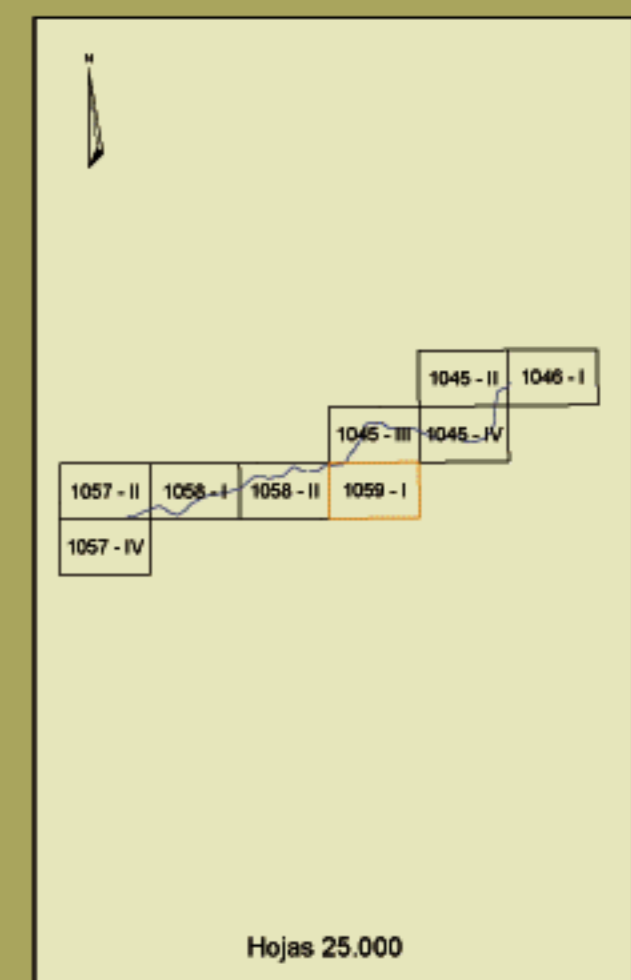 N
1045 - II 1046 - I
1045 - III 1045 - IV
1057 - II 1058 - I 1058 - II 1059 - I
1057 - IV
Hojas 25.000